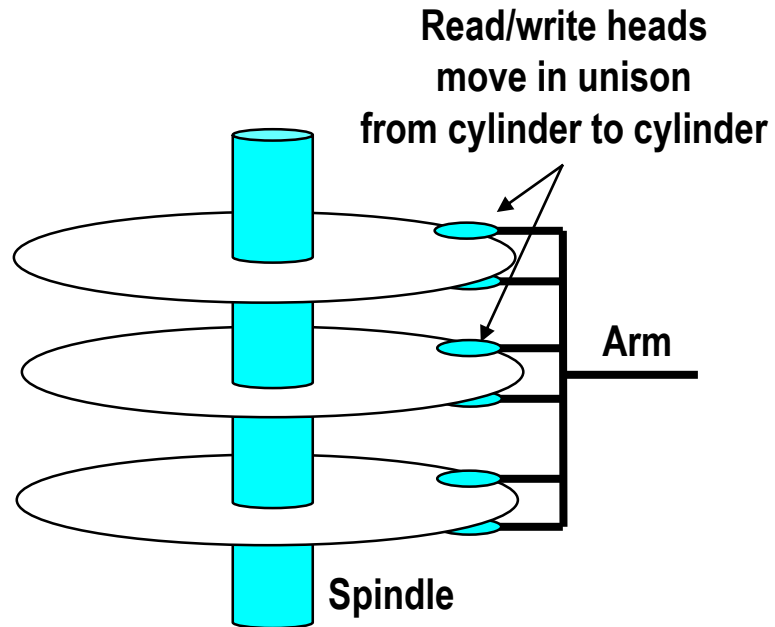 Read/write heads
move in unison
from cylinder to cylinder
Arm
Spindle